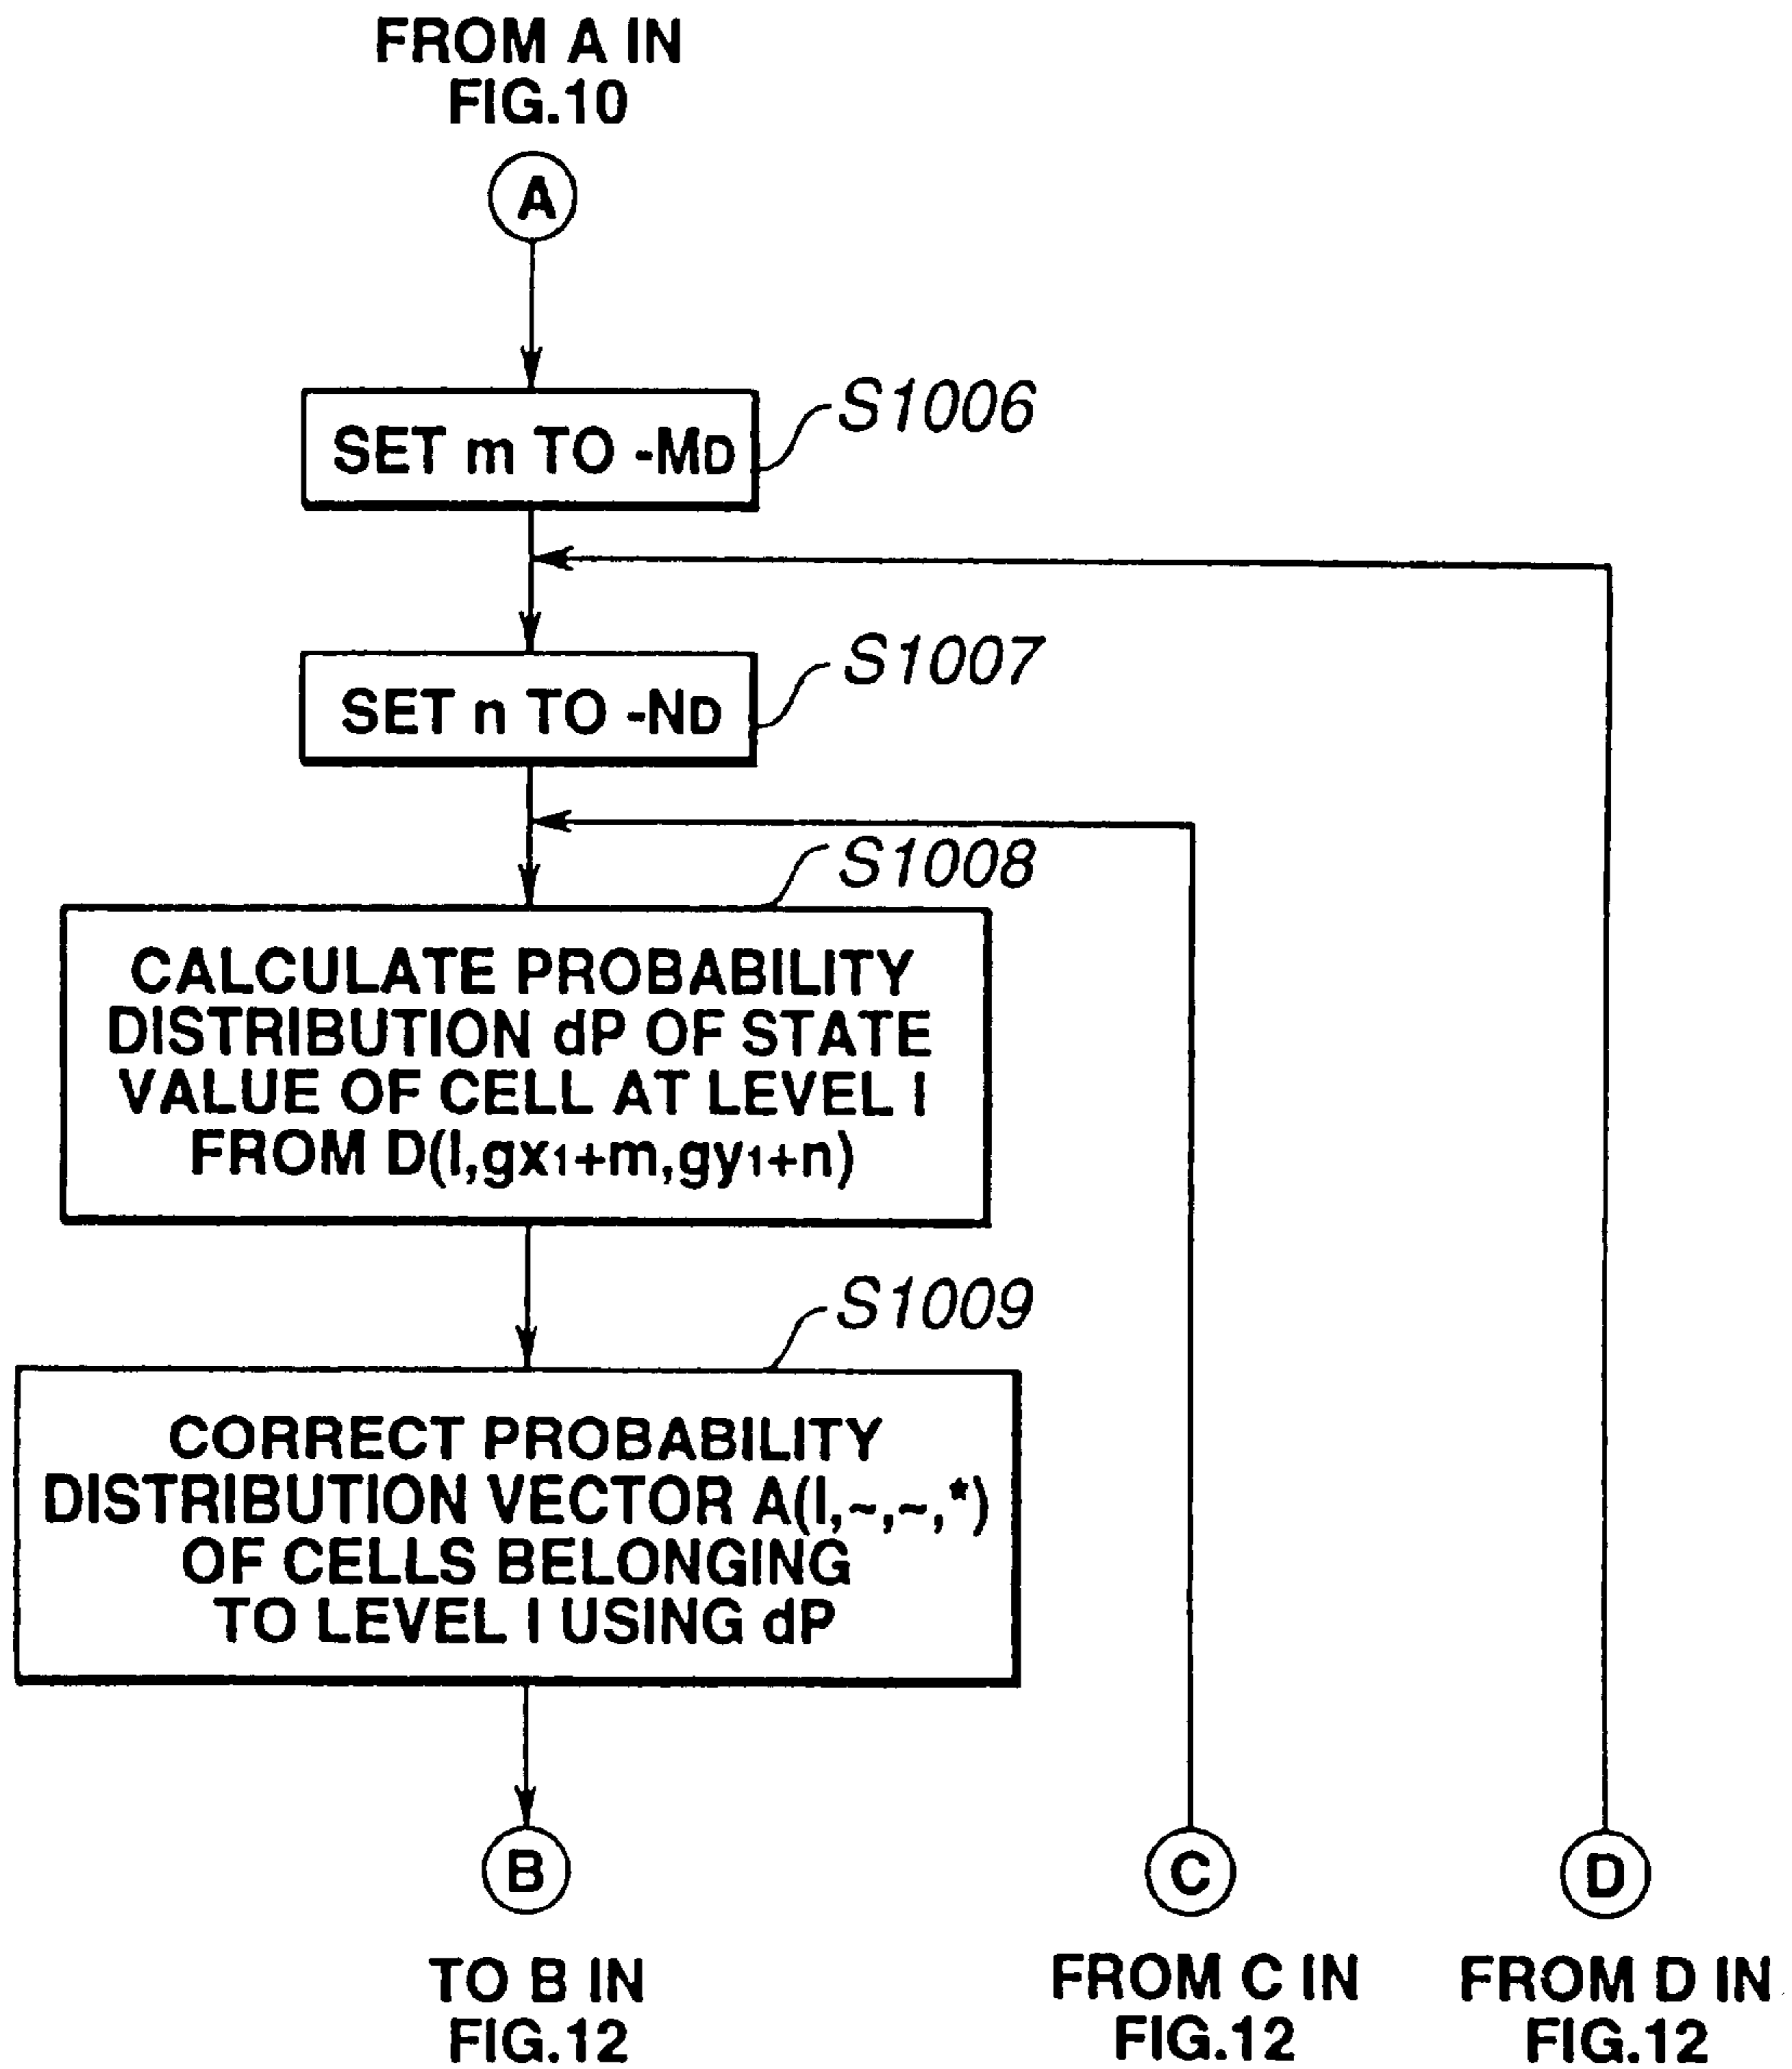 FROM A IN
FIG.10
A
S1006
SET m TO -MD
S1007
SET n TO -ND
S1008
CALCULATE PROBABILITY
DISTRIBUTION dP OF STATE
VALUE OF CELL AT LEVEL l
FROM D(l,gx1+m,gy1+n)
S1009
CORRECT PROBABILITY
DISTRIBUTION VECTOR A(l,~,~,*)
OF CELLS BELONGING
TO LEVEL l USING dP
B
C
D
TO B IN
FIG.12
FROM C IN
FIG.12
FROM D IN
FIG.12